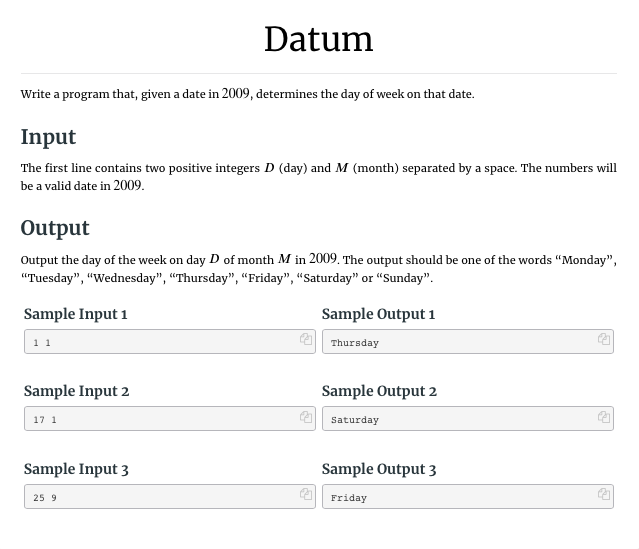 Datum
Write a program that, given a date in 2009, determines the day of week on that date.
Input
The first line contains two positive integers D (day) and M (month) separated by a space. The numbers will
be a valid date in 2009.
Output
Output the day of the week on day D of month M in 2009. The output should be one of the words “Monday”,
“Tuesday”, “Wednesday”, “Thursday”, “Friday”, “Saturday” or “Sunday”.
Sample Input 1
Sample Output 1
1 1
Thursday
Sample Input 2
Sample Output 2
17 1
Saturday
Sample Input 3
Sample Output 3
25 9
Friday